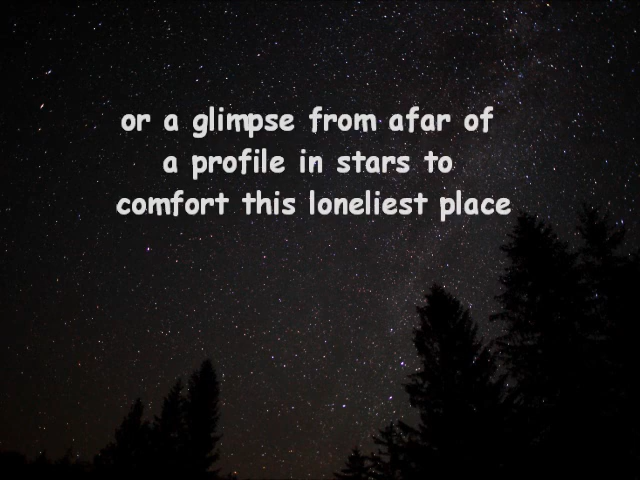 or a glimpse from afar of
a profile in stars to
comfort this loneliest place